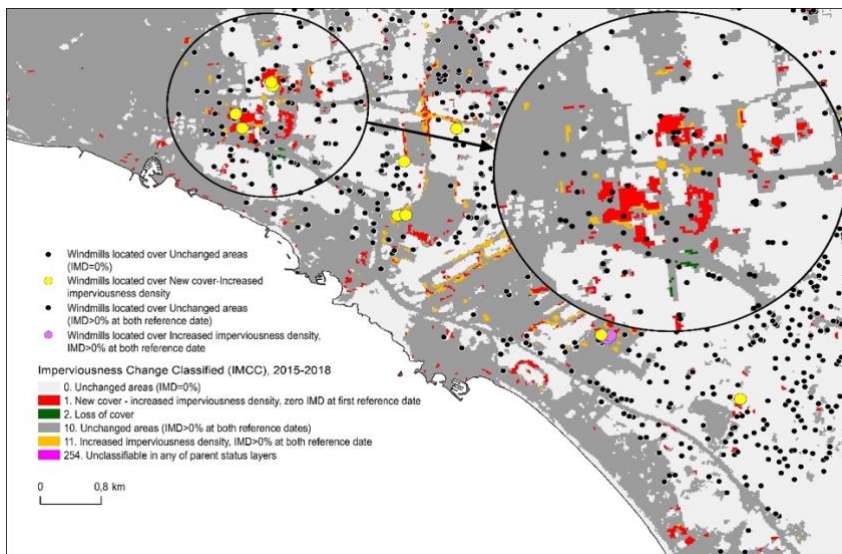 Windmills located over Unchanged areas
(IMD=0%)
Windmills located over New cover-Increased
imperviousness density
Windmills located over Unchanged areas
(IMD>0% at both reference date)
Windmills located over Increased imperviousness density,
IMD>0% at both reference date
Imperviousness Change Classified (IMCC), 2015-2018
0. Unchanged areas (IMD=0%)
1. New cover - increased imperviousness density, zero IMD at first reference date
2. Loss of cover
10. Unchanged areas (IMD>0% at both reference dates)
11. Increased imperviousness density, IMD>0% at both reference date
254. Unclassifiable in any of parent status layers
0 0,8 km